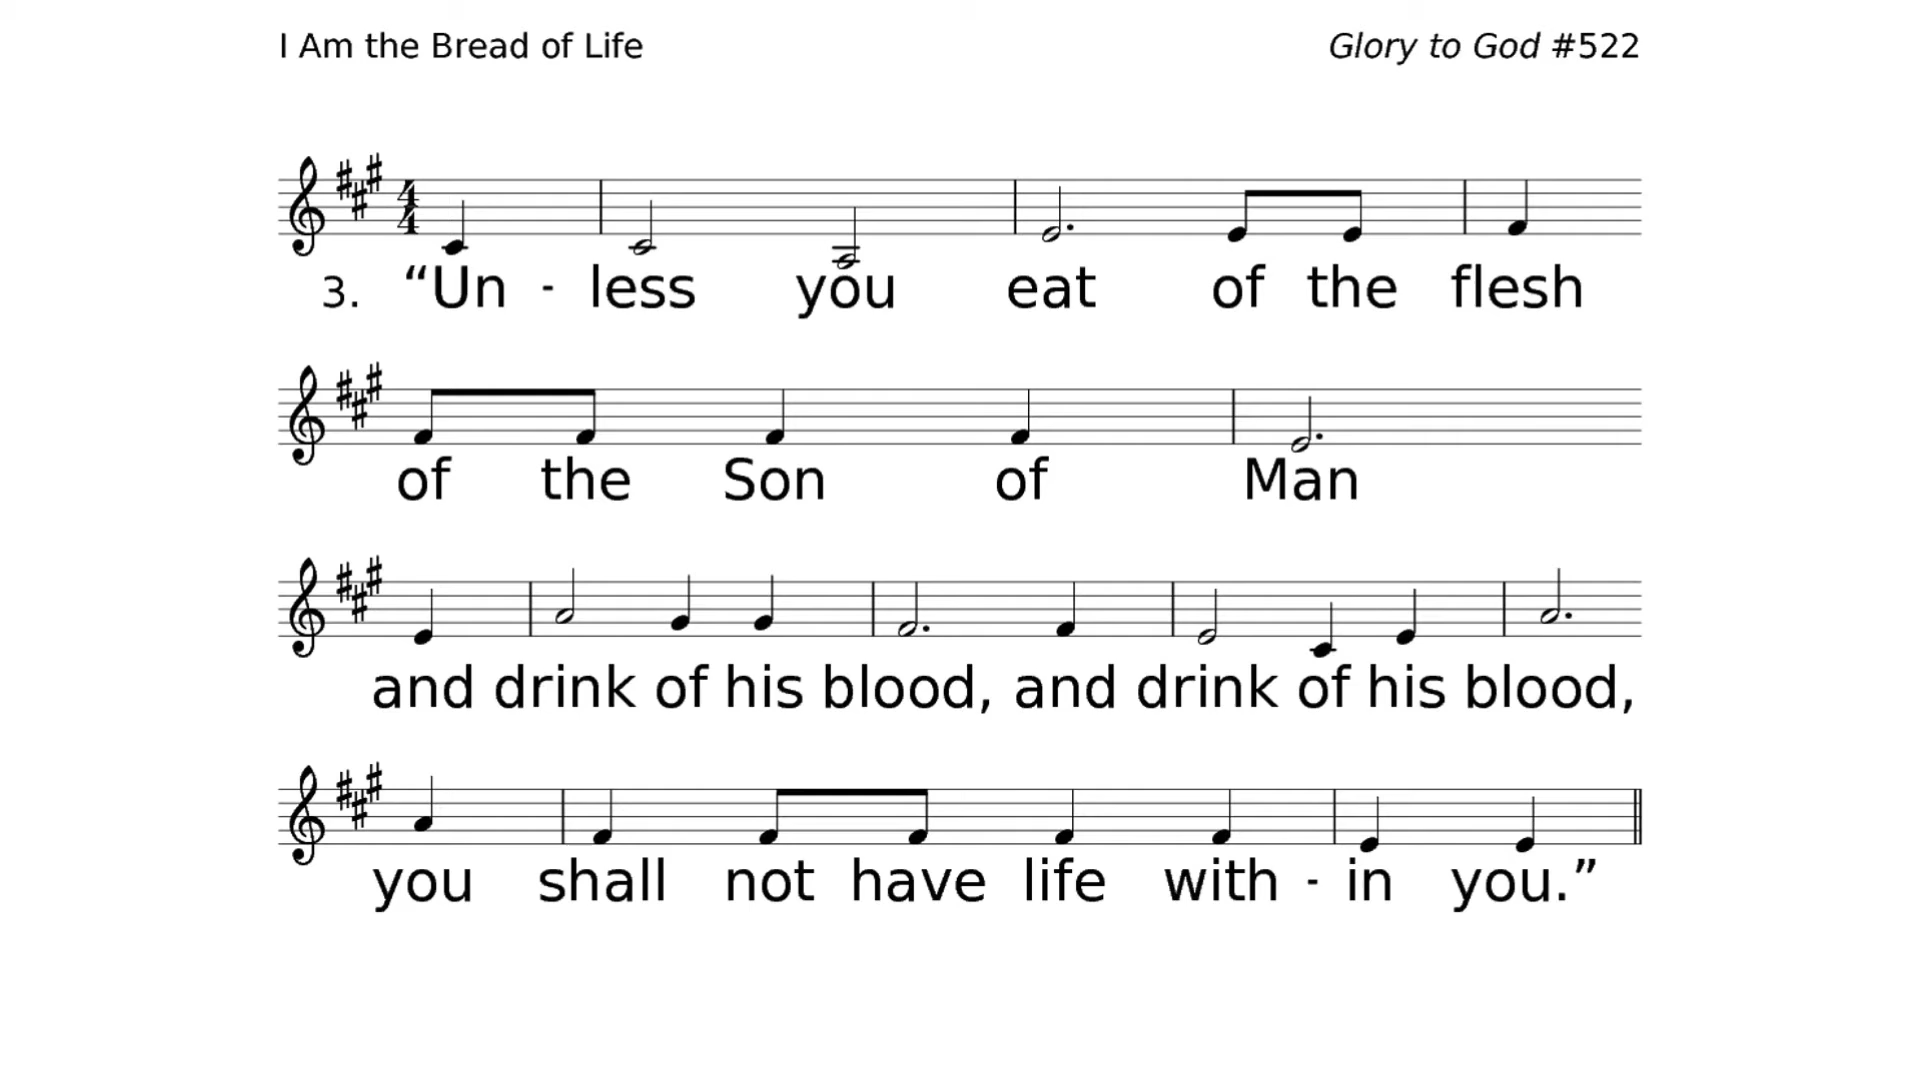 I Am the Bread of Life Glory to God #522
4
4
3. “Un - less you eat of the flesh
of the Son of Man
and drink of his blood, and drink of his blood,
you shall not have life with - in you.”